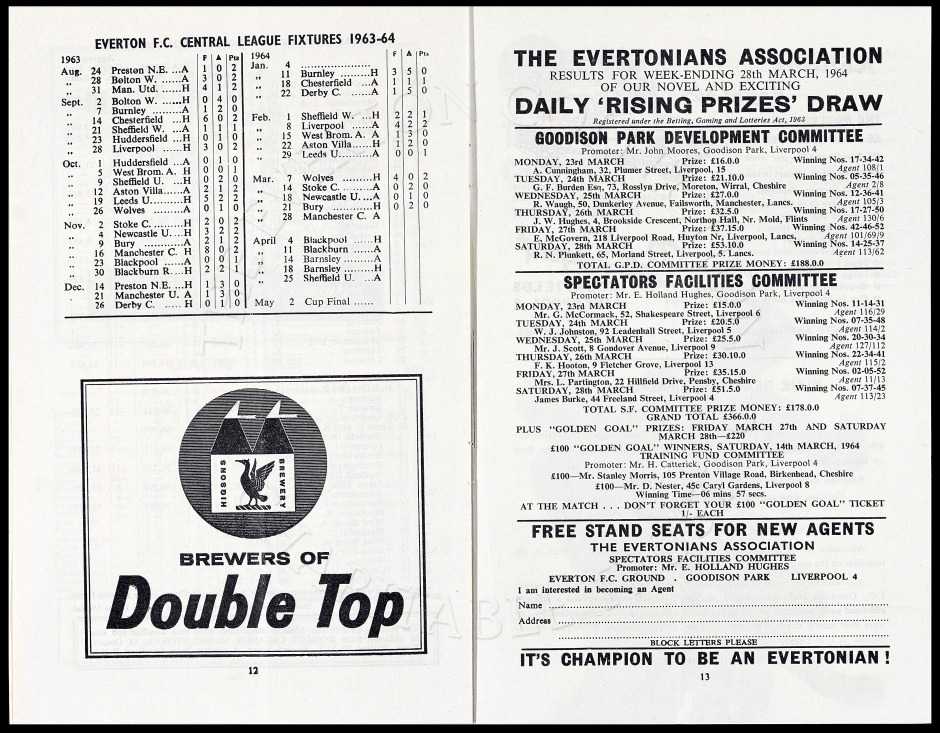 EVERTON F.C. CENTRAL LEAGUE FIXTURES 1963-64
1963 F A Pts
Aug. 24 Preston N.E. ...A 1 0 2
,, 28 Bolton W. ......A 3 0 2
,, 31 Man. Utd. ......H 4 1 2
Sept. 2 Bolton W. ......H 0 4 0
,, 7 Burnley .........A 1 2 0
,, 14 Chesterfield ...H 6 0 2
,, 21 Sheffield W. ...A 1 1 1
,, 23 Huddersfield ...H 0 1 0
,, 28 Liverpool ......H 3 0 2
Oct. 1 Huddersfield ...A 0 1 0
,, 5 West Brom. A. H 0 0 1
,, 9 Sheffield U. ...H 0 2 0
,, 12 Aston Villa......A 2 1 2
,, 19 Leeds U.........H 5 2 2
,, 26 Wolves .........A 0 1 0
Nov. 2 Stoke C. .........H 2 0 2
,, 4 Newcastle U. ...H 3 2 2
,, 9 Bury ............A 2 1 2
,, 16 Manchester C. H 8 0 2
,, 23 Blackpool ......A 0 0 1
,, 30 Blackburn R. ...H 2 2 1
Dec. 14 Preston N.E. ...H 1 3 0
,, 21 Manchester U. A 1 3 0
,, 26 Derby C. ......H 0 1 0
1964 F A Pts
Jan. 4 ..................
,, 11 Burnley .........H 3 5 0
,, 18 Chesterfield ...A 1 1 1
,, 22 Derby C. ......A 1 5 0
Feb. 1 Sheffield W. ...H 2 2 1
,, 8 Liverpool ......A 4 2 2
,, 15 West Brom. A. A 1 3 0
,, 22 Aston Villa......H 1 2 0
,, 29 Leeds U.........A 0 0 1
Mar. 7 Wolves .........H 4 0 2
,, 14 Stoke C. .........A 0 2 0
,, 18 Newcastle U....A 0 1 0
,, 21 Bury ............H 0 2 0
,, 28 Manchester C. A
April 4 Blackpool ......H
,, 11 Blackburn ......A
,, 14 Barnsley .........A
,, 18 Barnsley .........H
,, 25 Sheffield U. ...A
May 2 Cup Final ......
HIGSONS BREWERY
BREWERS OF
Double Top
12
THE EVERTONIANS ASSOCIATION
RESULTS FOR WEEK-ENDING 28th MARCH, 1964
OF OUR NOVEL AND EXCITING
DAILY 'RISING PRIZES' DRAW
Registered under the Betting, Gaming and Lotteries Act, 1963
GOODISON PARK DEVELOPMENT COMMITTEE
Promoter: Mr. John Moores, Goodison Park, Liverpool 4
MONDAY, 23rd MARCH Prize: £16.0.0 Winning Nos. 17-34-42
A. Cunningham, 32, Plumer Street, Liverpool, 15 Agent 108/1
TUESDAY, 24th MARCH Prize: £21.10.0 Winning Nos. 05-35-46
G. F. Burden Esq, 73, Rosslyn Drive, Moreton, Wirral, Cheshire Agent 2/8
WEDNESDAY, 25th MARCH Prize: £27.0.0 Winning Nos. 12-36-41
R. Waugh, 50, Dunkerley Avenue, Failsworth, Manchester, Lancs. Agent 105/3
THURSDAY, 26th MARCH Prize: £32.5.0 Winning Nos. 17-27-50
J. W. Hughes, 4, Brookside Crescent, Northop Hall, Nr. Mold, Flints Agent 130/6
FRIDAY, 27th MARCH Prize: £37.15.0 Winning Nos. 42-46-52
E, McGovern, 218 Liverpool Road, Huyton Nr, Liverpool, Lancs, Agent 101/69/9
SATURDAY, 28th MARCH Prize: £53.10.0 Winning Nos. 14-25-37
R. N. Plunkett, 65, Morland Street, Liverpool, 5. Lancs. Agent 113/62
TOTAL G.P.D. COMMITTEE PRIZE MONEY: £188.0.0
SPECTATORS FACILITIES COMMITTEE
Promoter: Mr. E. Holland Hughes, Goodison Park, Liverpool 4
MONDAY, 23rd MARCH Prize: £15.0.0 Winning Nos. 11-14-31
Mr. G. McCormack, 52, Shakespeare Street, Liverpool 6 Agent 116/29
TUESDAY, 24th MARCH Prize: £20.5.0 Winning Nos. 07-35-48
W. J. Johnston, 92 Leadenhall Street, Liverpool 5 Agent 114/2
WEDNESDAY, 25th MARCH Prize: £25.5.0 Winning Nos. 20-30-34
Mr. J. Scott, 8 Gondover Avenue, Liverpool 9 Agent 127/112
THURSDAY, 26th MARCH Prize: £30.10.0 Winning Nos. 22-34-41
F. K. Hooton, 9 Fletcher Grove, Liverpool 13 Agent 115/2
FRIDAY, 27th MARCH Prize: £35.15.0 Winning Nos. 02-05-52
Mrs. L. Partington, 22 Hillfield Drive, Pensby, Cheshire Agent 11/13
SATURDAY, 28th MARCH Prize: £51.5.0 Winning Nos. 07-37-45
James Burke, 44 Freeland Street, Liverpool 4 Agent 113/23
TOTAL S.F. COMMITTEE PRIZE MONEY: £178.0.0
GRAND TOTAL £366.0.0
PLUS "GOLDEN GOAL" PRIZES: FRIDAY MARCH 27th AND SATURDAY
MARCH 28th—£220
£100 "GOLDEN GOAL" WINNERS, SATURDAY, 14th MARCH, 1964
TRAINING FUND COMMITTEE
Promoter: Mr. H. Catterick, Goodison Park, Liverpool 4
£100—Mr. Stanley Morris, 105 Prenton Village Road, Birkenhead, Cheshire
£100—Mr. D. Nester, 45c Caryl Gardens, Liverpool 8
Winning Time—06 mins 57 secs.
AT THE MATCH . . . DON'T FORGET YOUR £100 "GOLDEN GOAL" TICKET
1/- EACH
FREE STAND SEATS FOR NEW AGENTS
THE EVERTONIANS ASSOCIATION
SPECTATORS FACILITIES COMMITTEE
Promoter: Mr. E. HOLLAND HUGHES
EVERTON F.C. GROUND . GOODISON PARK LIVERPOOL 4
I am interested in becoming an Agent
Name
Address
BLOCK LETTERS PLEASE
IT'S CHAMPION TO BE AN EVERTONIAN !
13